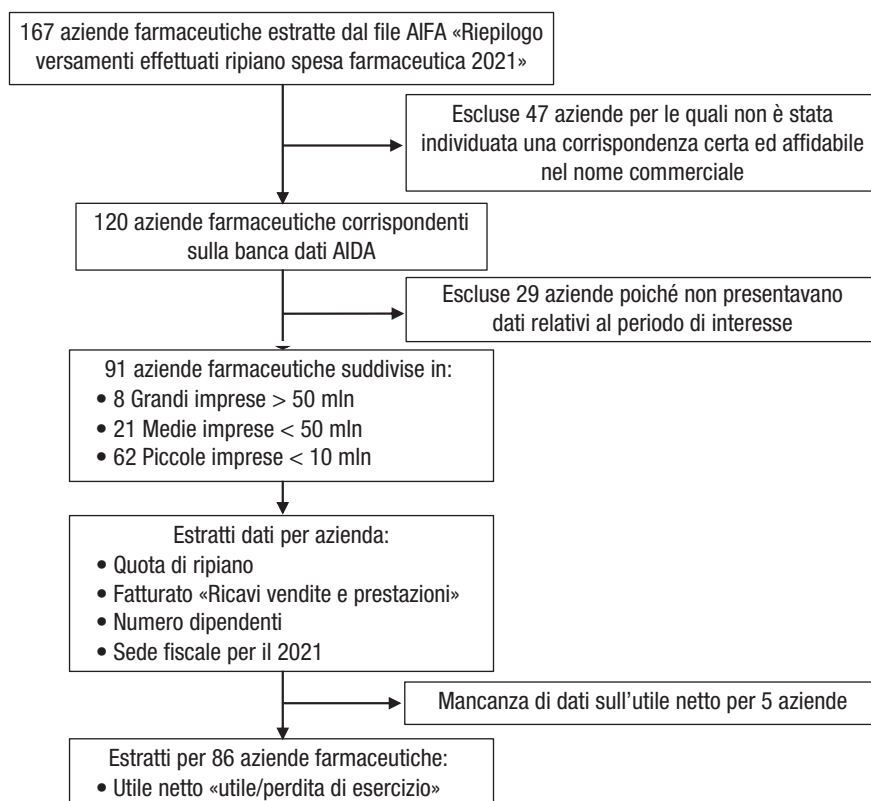 167 aziende farmaceutiche estratte dal file AIFA «Riepilogo
versamenti effettuati ripiano spesa farmaceutica 2021»
Escluse 47 aziende per le quali non è stata
individuata una corrispondenza certa ed affidabile
nel nome commerciale
120 aziende farmaceutiche corrispondenti
sulla banca dati AIDA
Escluse 29 aziende poiché non presentavano
dati relativi al periodo di interesse
91 aziende farmaceutiche suddivise in:
• 8 Grandi imprese > 50 mln
• 21 Medie imprese < 50 mln
• 62 Piccole imprese < 10 mln
Estratti dati per azienda:
• Quota di ripiano
• Fatturato «Ricavi vendite e prestazioni»
• Numero dipendenti
• Sede fiscale per il 2021
Mancanza di dati sull’utile netto per 5 aziende
Estratti per 86 aziende farmaceutiche:
• Utile netto «utile/perdita di esercizio»